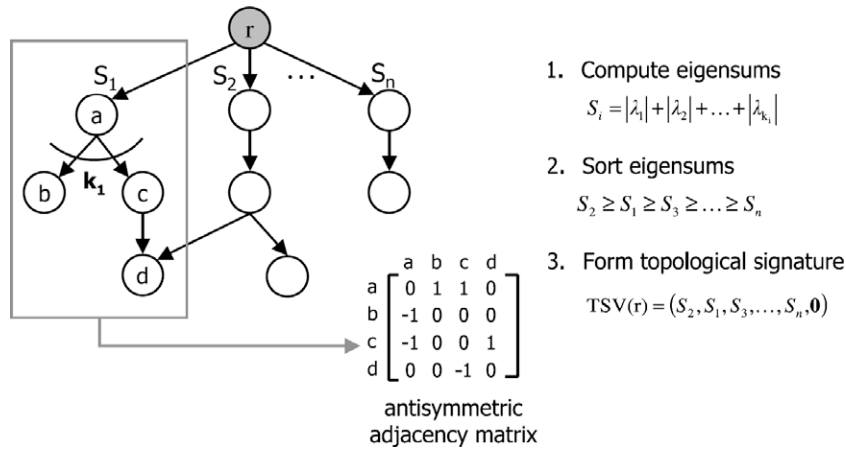 r
S₁
S₂
...
Sₙ
a
b
k₁
c
d
a b c d
a 0 1 1 0
b -1 0 0 0
c -1 0 0 1
d 0 0 -1 0
antisymmetric
adjacency matrix
1. Compute eigensums
Sᵢ = |λ₁| + |λ₂| + … + |λ_{kᵢ}|
2. Sort eigensums
S₂ ≥ S₁ ≥ S₃ ≥ … ≥ Sₙ
3. Form topological signature
TSV(r) = (S₂, S₁, S₃, …, Sₙ, 0)